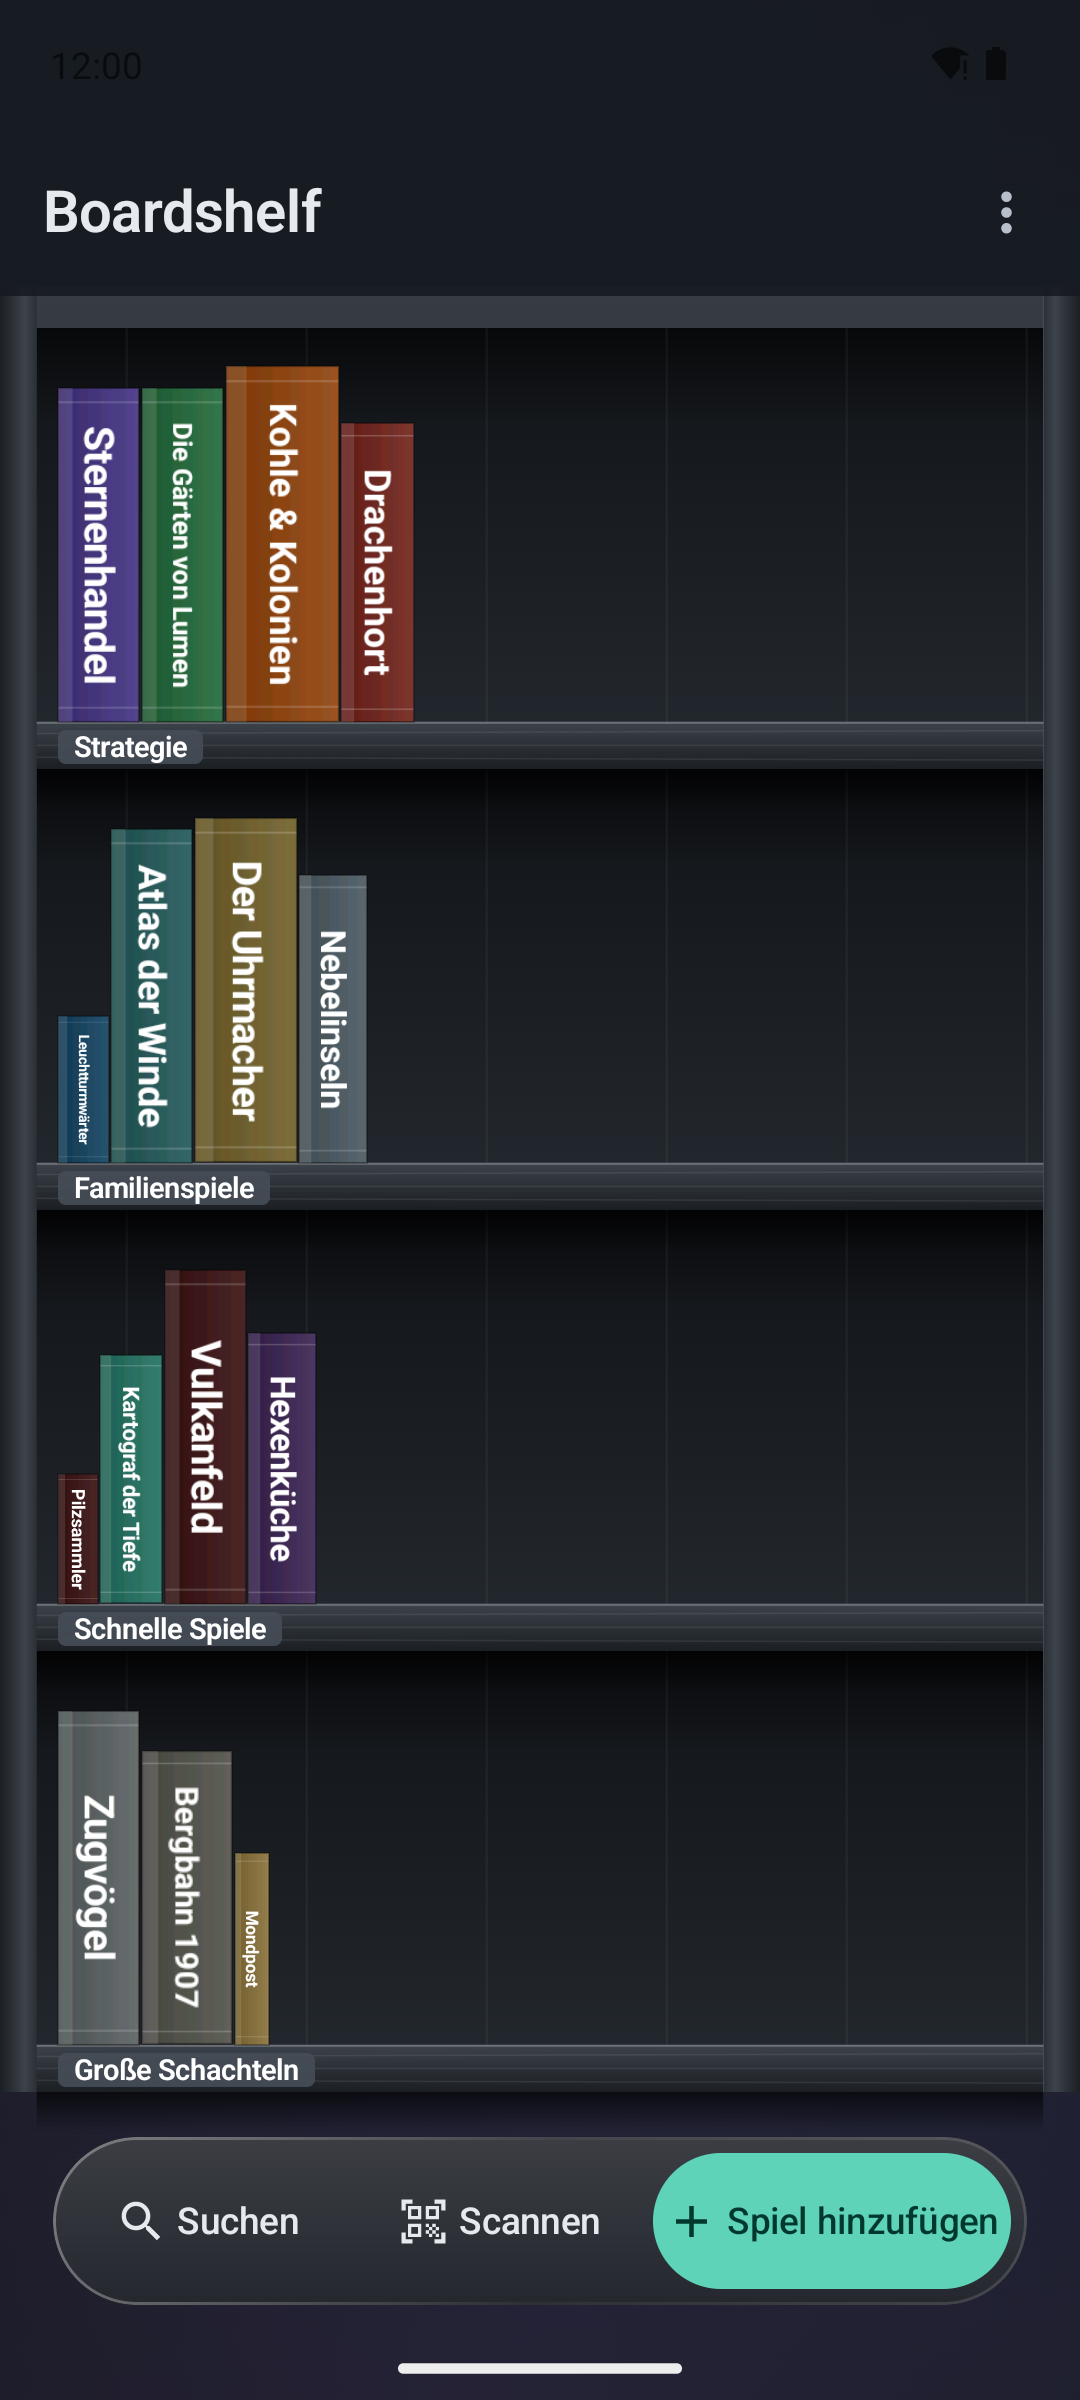 12:00
Boardshelf
Sternenhandel
Die Gärten von Lumen
Kohle & Kolonien
Drachenhort
Strategie
Leuchtturmwärter
Atlas der Winde
Der Uhrmacher
Nebelinseln
Familienspiele
Pilzsammler
Kartograf der Tiefe
Vulkanfeld
Hexenküche
Schnelle Spiele
Zugvögel
Bergbahn 1907
Mondpost
Große Schachteln
Suchen
Scannen
Spiel hinzufügen